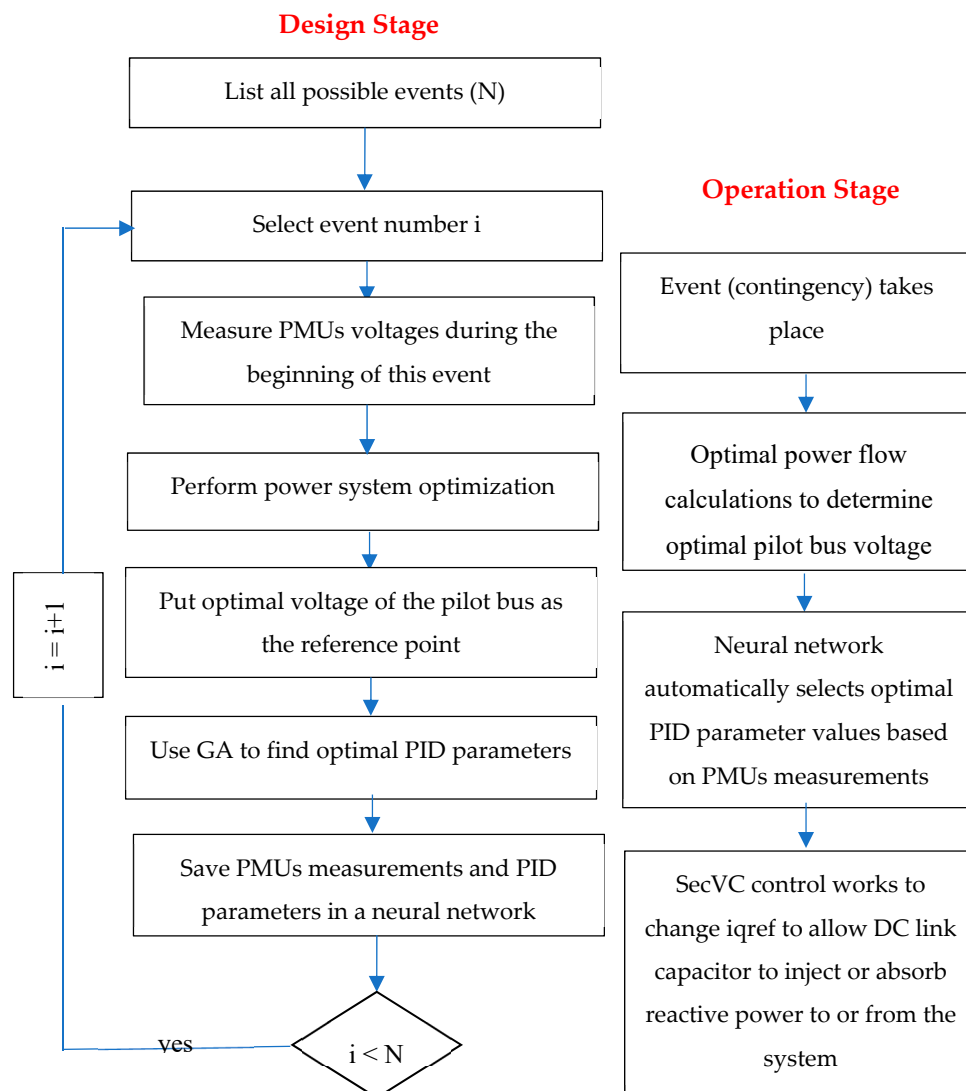 Design Stage
List all possible events (N)
Select event number i
Measure PMUs voltages during the
beginning of this event
Perform power system optimization
Put optimal voltage of the pilot bus as
the reference point
Use GA to find optimal PID parameters
Save PMUs measurements and PID
parameters in a neural network
i < N
yes
i = i+1
Operation Stage
Event (contingency) takes
place
Optimal power flow
calculations to determine
optimal pilot bus voltage
Neural network
automatically selects optimal
PID parameter values based
on PMUs measurements
SecVC control works to
change iqref to allow DC link
capacitor to inject or absorb
reactive power to or from the
system